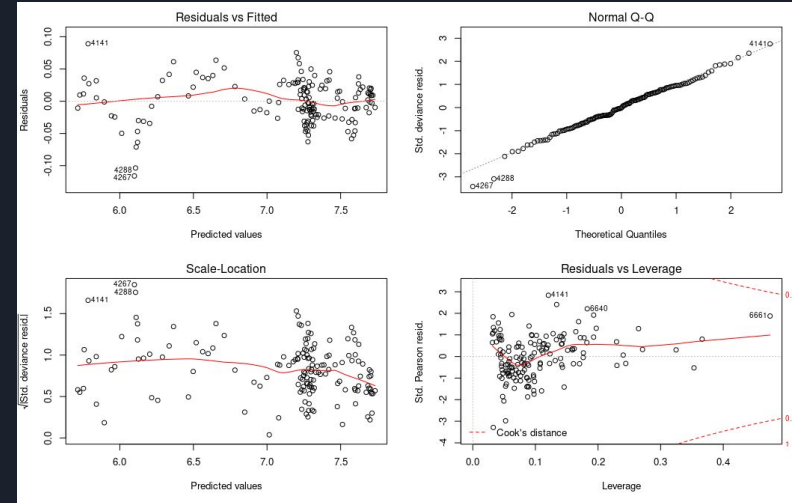 Residuals vs Fitted
Residuals
0.10
0.05
0.00
-0.05
-0.10
4141
4288
4267
6.0 6.5 7.0 7.5
Predicted values
Normal Q-Q
Std. deviance resid.
3
2
1
0
-1
-2
-3
4141
4288
4267
-2 -1 0 1 2
Theoretical Quantiles
Scale-Location
√|Std. deviance resid.|
1.5
1.0
0.5
0.0
4267
4288
4141
6.0 6.5 7.0 7.5
Predicted values
Residuals vs Leverage
Std. Pearson resid.
3
2
1
0
-1
-2
-3
-4
4141
6640
6661
Cook's distance
0.0 0.1 0.2 0.3 0.4
Leverage